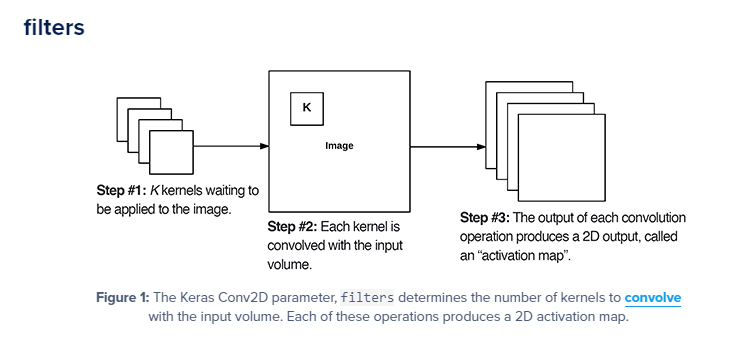 filters
K
Image
Step #1: K kernels waiting to
be applied to the image.
Step #2: Each kernel is
convolved with the input
volume.
Step #3: The output of each convolution
operation produces a 2D output, called
an “activation map”.
Figure 1: The Keras Conv2D parameter, filters determines the number of kernels to convolve
with the input volume. Each of these operations produces a 2D activation map.